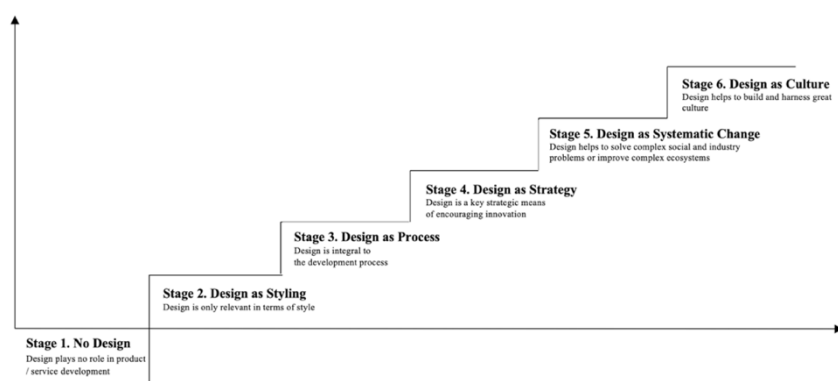 Stage 6. Design as Culture
Design helps to build and harness great
culture
Stage 5. Design as Systematic Change
Design helps to solve complex social and industry
problems or improve complex ecosystems
Stage 4. Design as Strategy
Design is a key strategic means
of encouraging innovation
Stage 3. Design as Process
Design is integral to
the development process
Stage 2. Design as Styling
Design is only relevant in terms of style
Stage 1. No Design
Design plays no role in product
/ service development